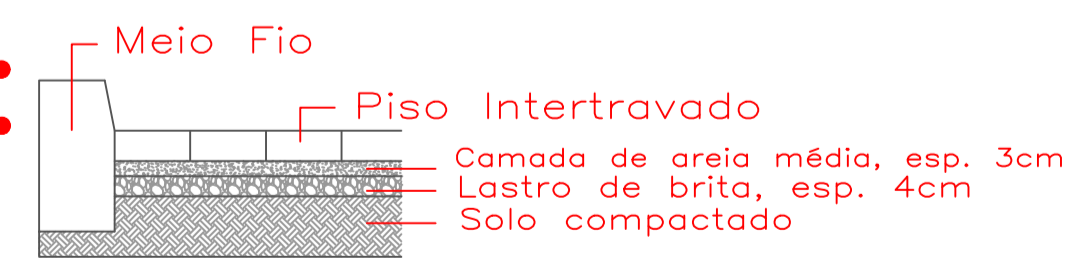 Meio Fio
Piso Intertravado
Camada de areia média, esp. 3cm
Lastro de brita, esp. 4cm
Solo compactado